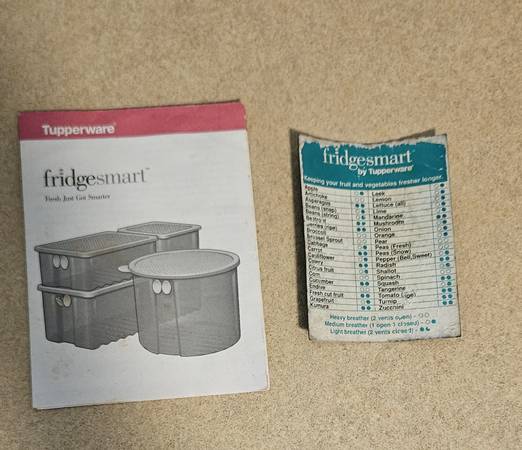 Tupperware®
fridgesmart™
Fresh Just Got Smarter
fridgesmart™
by Tupperware
Keeping your fruit and vegetables fresher longer.
Apple
Artichoke
Asparagus
Beans (snap)
Beans (string)
Beetroot
Berries (ripe)
Broccoli
Brussel Sprout
Cabbage
Carrot
Cauliflower
Celery
Citrus fruit
Corn
Cucumber
Endive
Fresh cut fruit
Grapefruit
Kumara
Leek
Lemon
Lettuce (all)
Lime
Mandarine
Mushrooms
Onion
Orange
Pear
Peas (Fresh)
Peas (Snow)
Pepper (Bell,Sweet)
Radish
Shallot
Spinach
Squash
Tangerine
Tomato (ripe)
Turnip
Zucchini
Heavy breather (2 vents open) -
Medium breather (1 open 1 closed) -
Light breather (2 vents closed) -